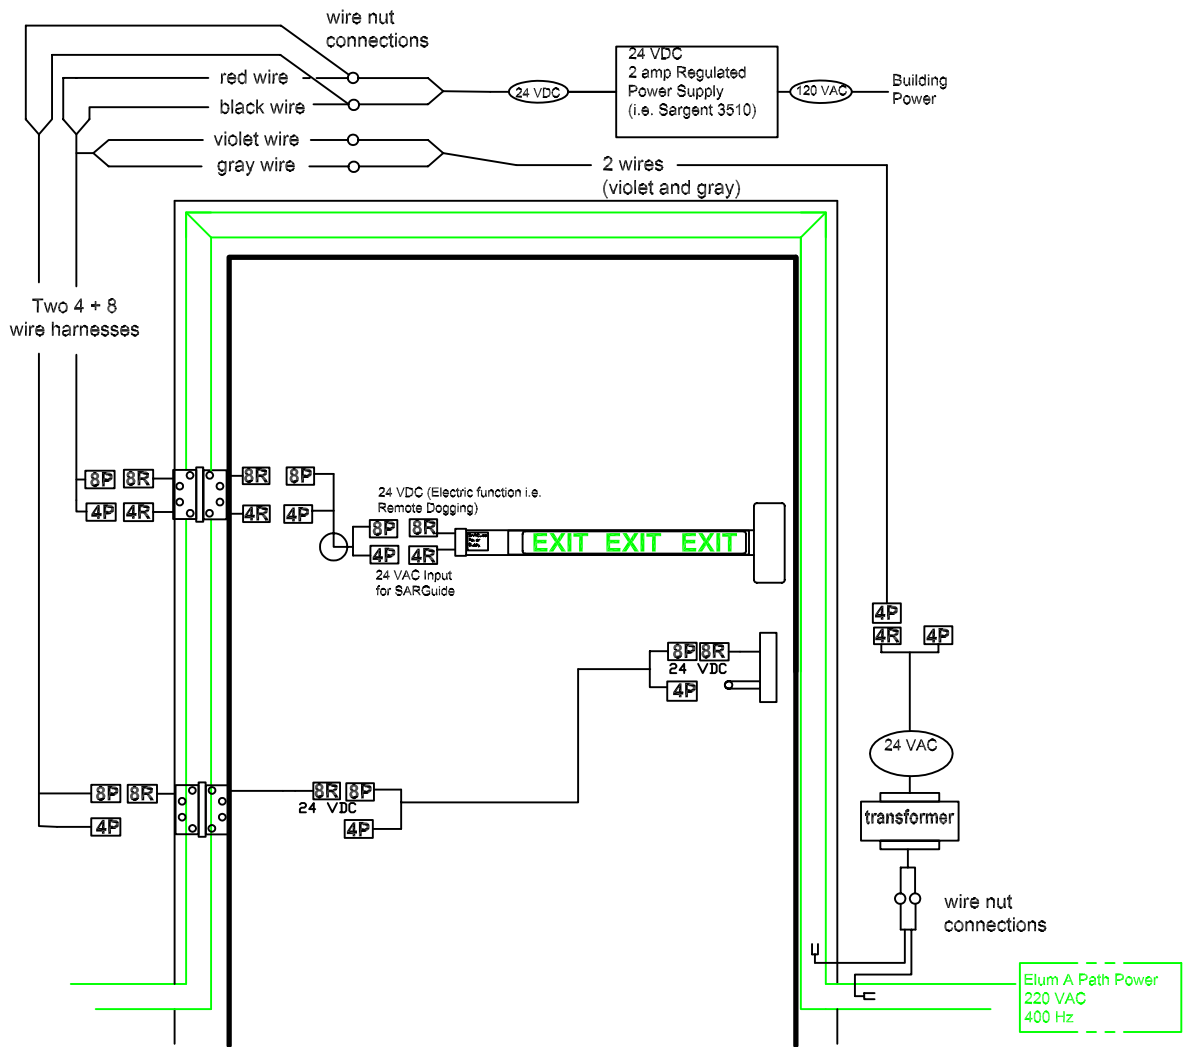 wire nut
connections
red wire
black wire
violet wire
gray wire
24 VDC
24 VDC
2 amp Regulated
Power Supply
(i.e. Sargent 3510)
120 VAC
Building
Power
2 wires
(violet and gray)
Two 4 + 8
wire harnesses
8P 8R 8R 8P
4P 4R 4R 4P
24 VDC (Electric function i.e.
Remote Dogging)
8P 8R
4P 4R
24 VAC Input
for SARGuide
EXIT EXIT EXIT
4P
4R 4P
8P 8R
24 VDC
4P
24 VAC
8P 8R 8R 8P
24 VDC
4P 4P
transformer
wire nut
connections
Elum A Path Power
220 VAC
400 Hz